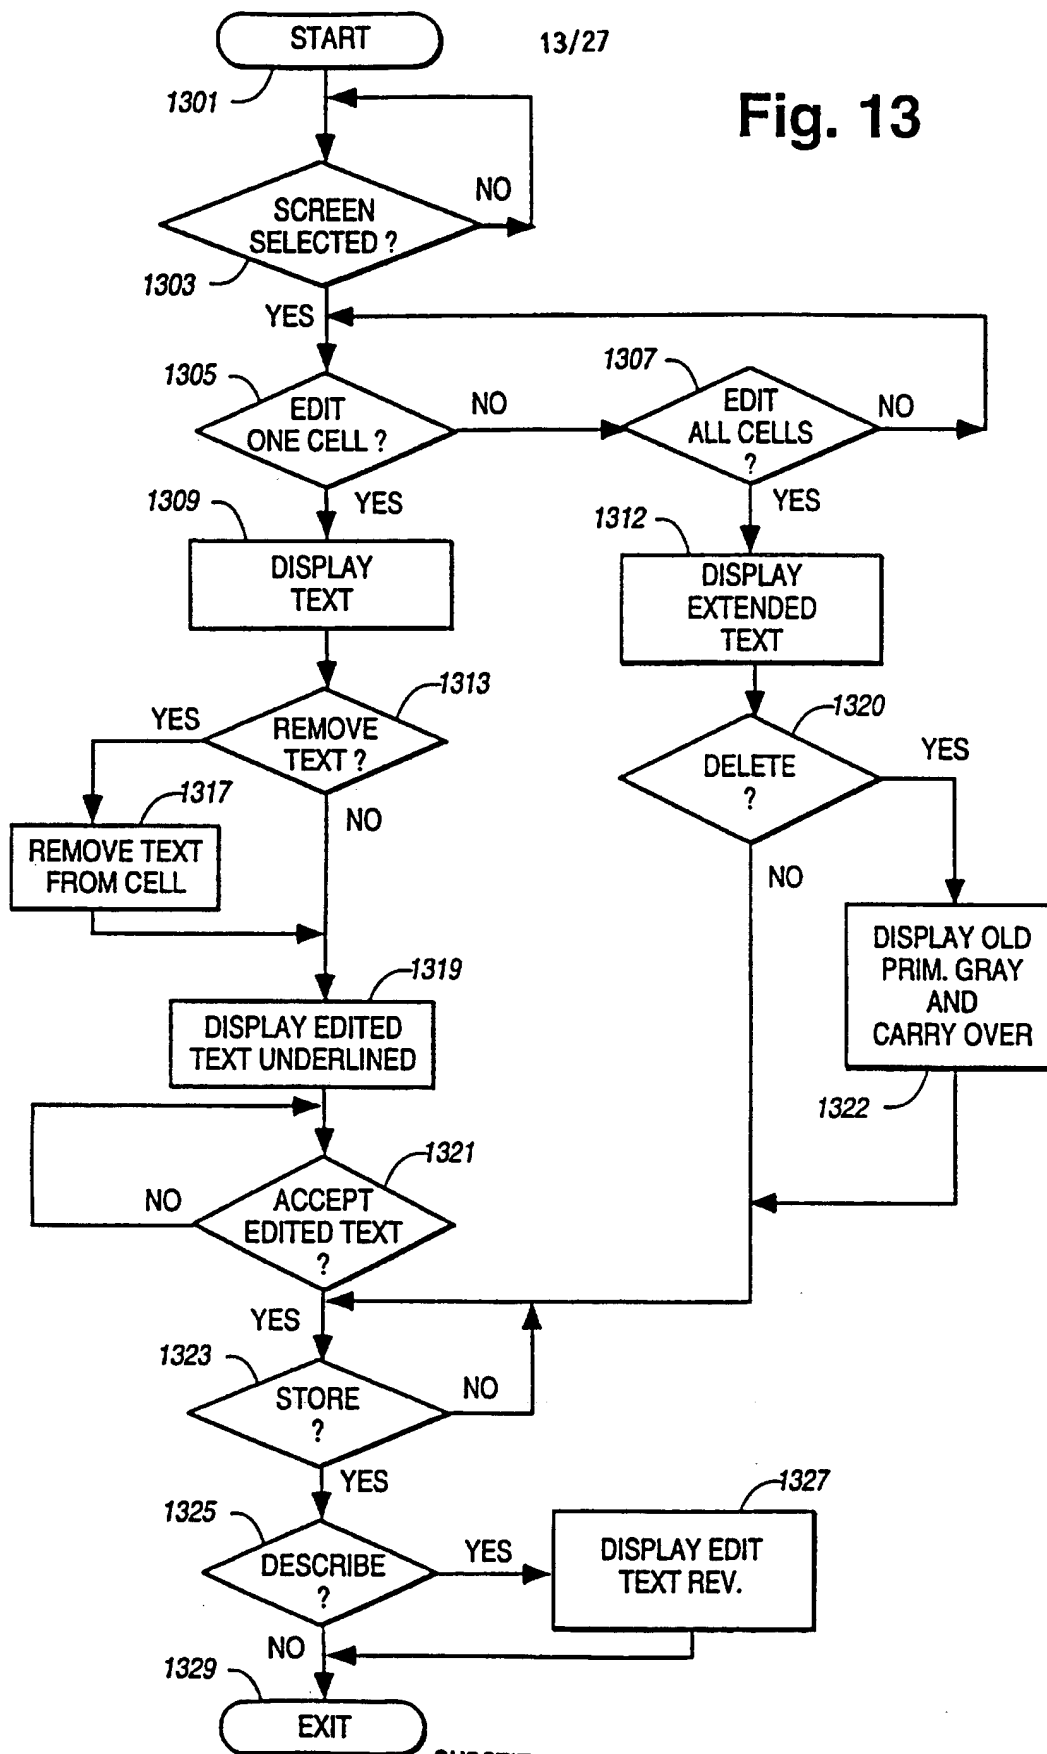 START
13/27
1301
Fig. 13
NO
SCREEN
SELECTED ?
1303
YES
1305
EDIT
ONE CELL ?
NO
1307
EDIT
ALL CELLS
?
NO
YES
YES
1309
DISPLAY
TEXT
1312
DISPLAY
EXTENDED
TEXT
1313
YES
REMOVE
TEXT ?
NO
1317
REMOVE TEXT
FROM CELL
1320
DELETE
?
YES
NO
DISPLAY OLD
PRIM. GRAY
AND
CARRY OVER
1322
1319
DISPLAY EDITED
TEXT UNDERLINED
1321
NO
ACCEPT
EDITED TEXT
?
YES
1323
STORE
?
NO
YES
1325
DESCRIBE
?
YES
1327
DISPLAY EDIT
TEXT REV.
NO
1329
EXIT